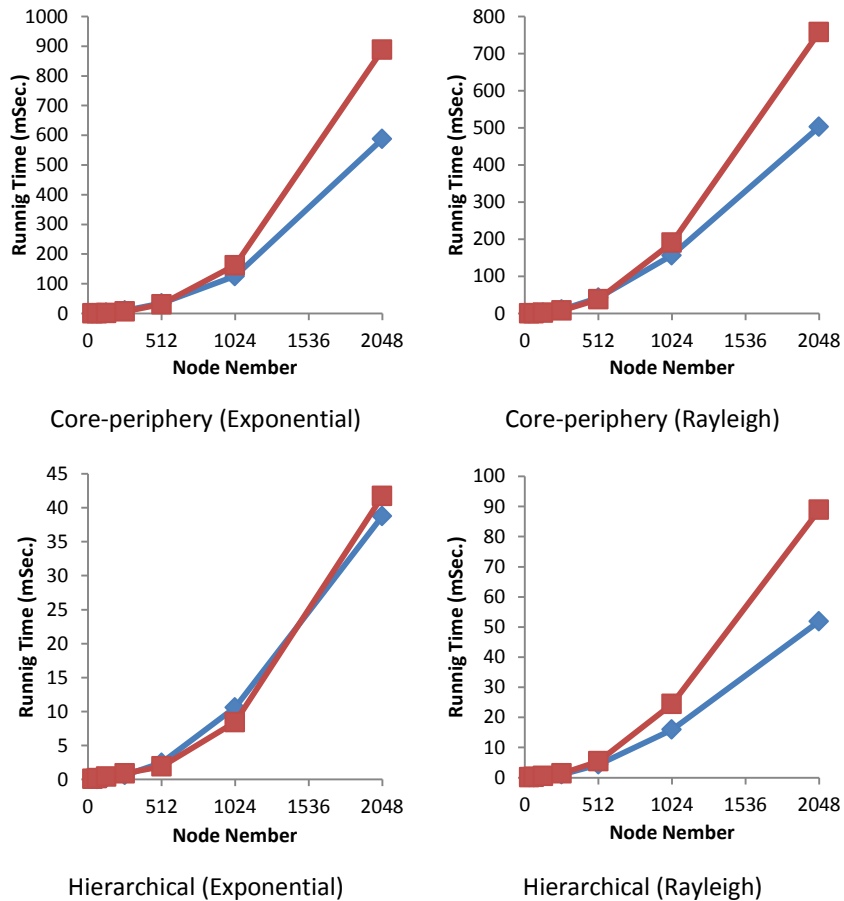 1000
900
800
700
600
500
400
300
200
100
0
Runnig Time (mSec.)
0 512 1024 1536 2048
Node Nember
Core-periphery (Exponential)
800
700
600
500
400
300
200
100
0
Runnig Time (mSec.)
0 512 1024 1536 2048
Node Nember
Core-periphery (Rayleigh)
45
40
35
30
25
20
15
10
5
0
Runnig Time (mSec.)
0 512 1024 1536 2048
Node Nember
Hierarchical (Exponential)
100
90
80
70
60
50
40
30
20
10
0
Runnig Time (mSec.)
0 512 1024 1536 2048
Node Nember
Hierarchical (Rayleigh)